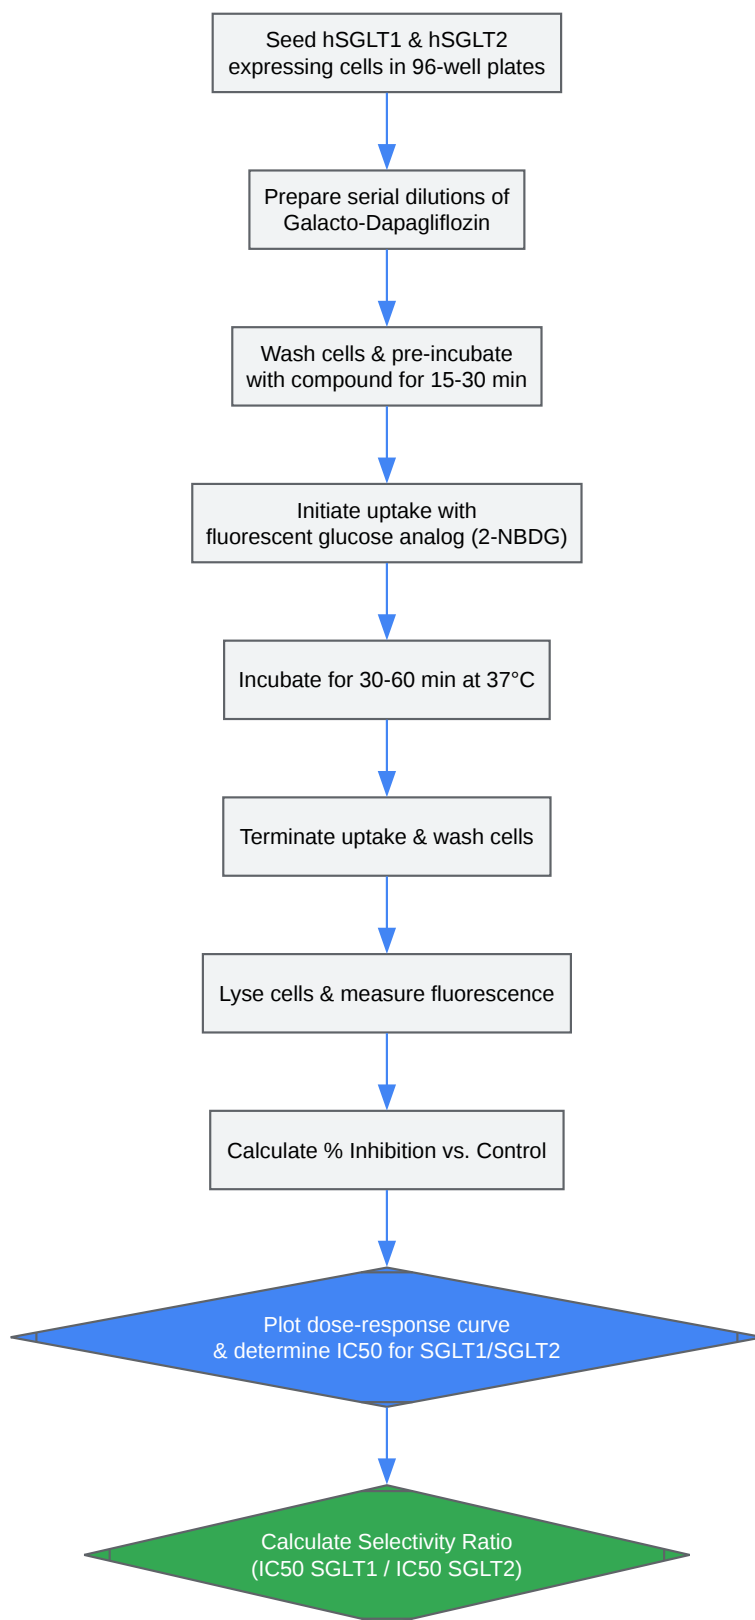 Seed hSGLT1 & hSGLT2
expressing cells in 96-well plates
Prepare serial dilutions of
Galacto-Dapagliflozin
Wash cells & pre-incubate
with compound for 15-30 min
Initiate uptake with
fluorescent glucose analog (2-NBDG)
Incubate for 30-60 min at 37°C
Terminate uptake & wash cells
Lyse cells & measure fluorescence
Calculate % Inhibition vs. Control
Plot dose-response curve
& determine IC50 for SGLT1/SGLT2
Calculate Selectivity Ratio
(IC50 SGLT1 / IC50 SGLT2)